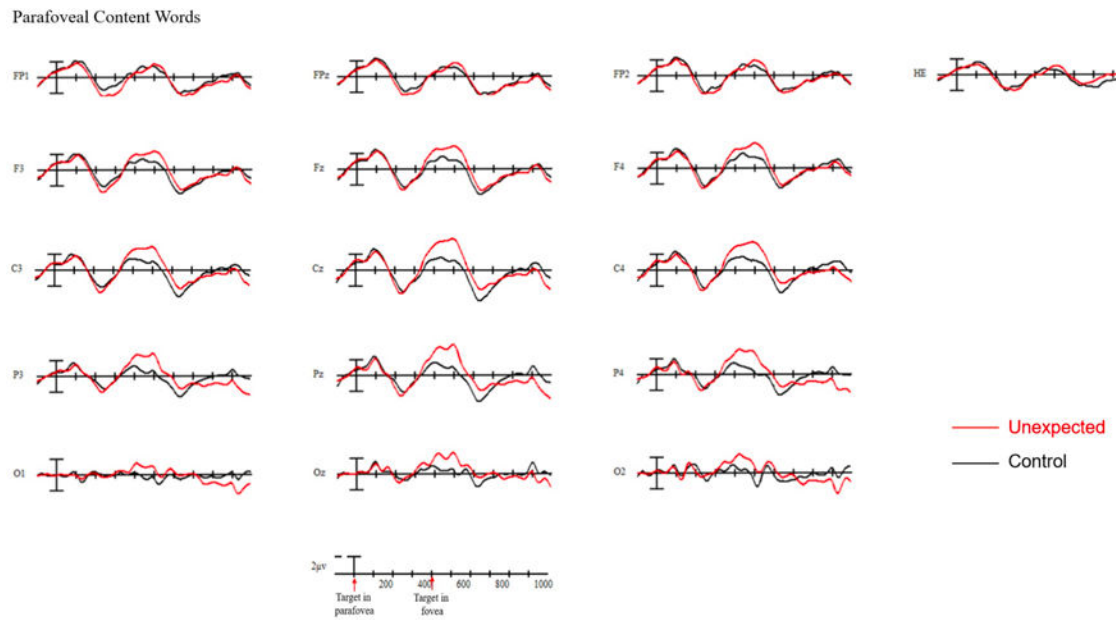 Parafoveal Content Words
FP1
FPz
FP2
HE
F3
Fz
F4
C3
Cz
C4
P3
Pz
P4
Unexpected
Control
O1
Oz
O2
2μv
200 400 600 800 1000
Target in parafovea
Target in fovea